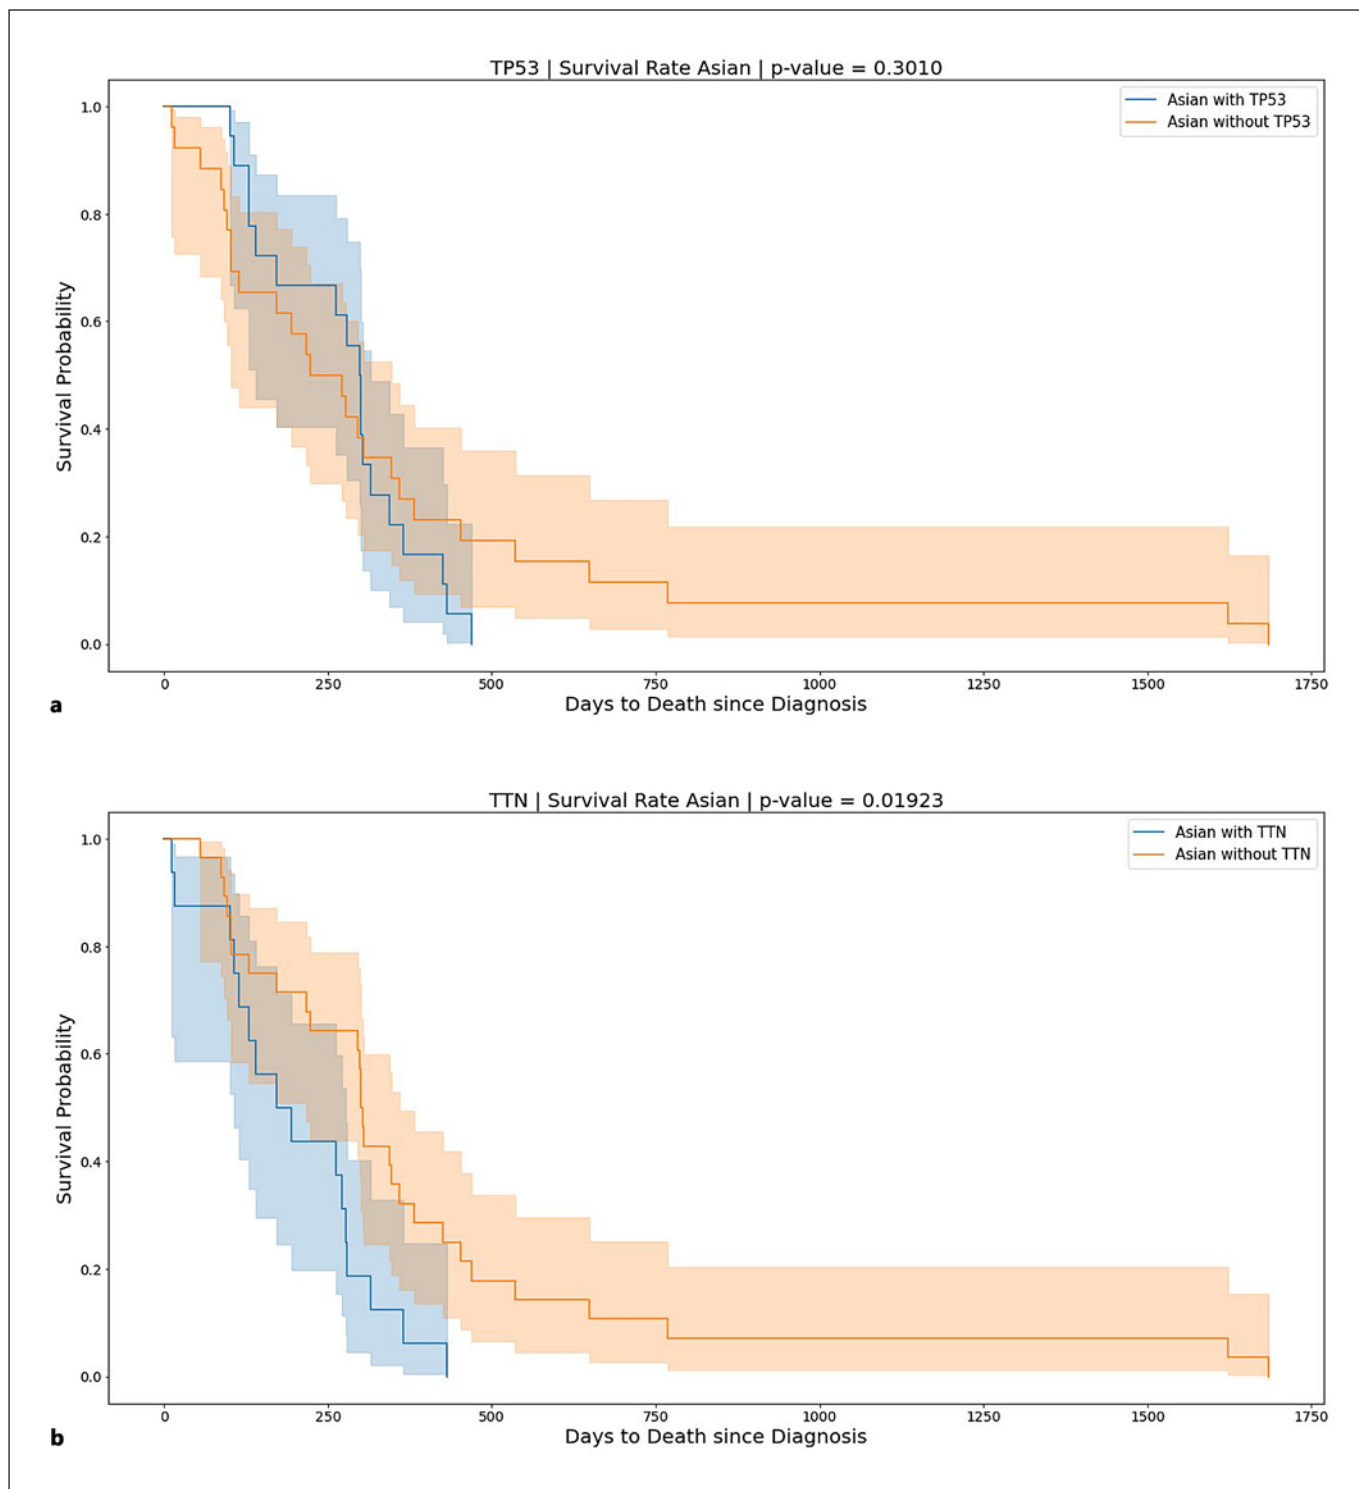 TP53 | Survival Rate Asian | p-value = 0.3010
Asian with TP53
Asian without TP53
Survival Probability
1.0
0.8
0.6
0.4
0.2
0.0
0 250 500 750 1000 1250 1500 1750
Days to Death since Diagnosis
a
TTN | Survival Rate Asian | p-value = 0.01923
Asian with TTN
Asian without TTN
Survival Probability
1.0
0.8
0.6
0.4
0.2
0.0
0 250 500 750 1000 1250 1500 1750
Days to Death since Diagnosis
b